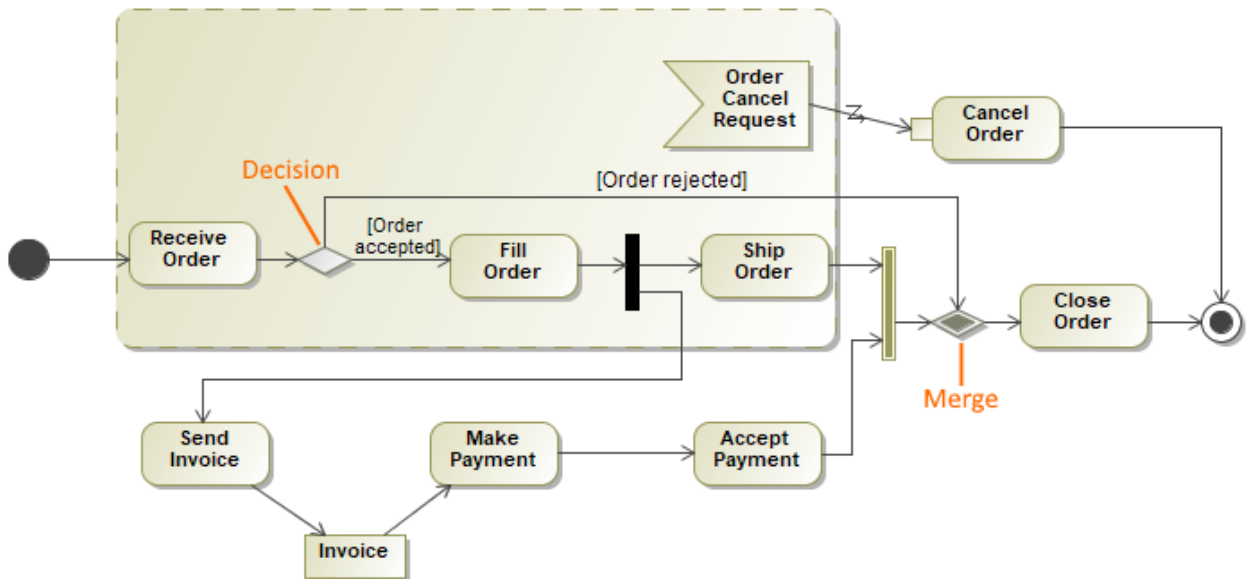 Order
Cancel
Request
Cancel
Order
Decision
[Order rejected]
Receive
Order
[Order
accepted]
Fill
Order
Ship
Order
Close
Order
Merge
Send
Invoice
Make
Payment
Accept
Payment
Invoice